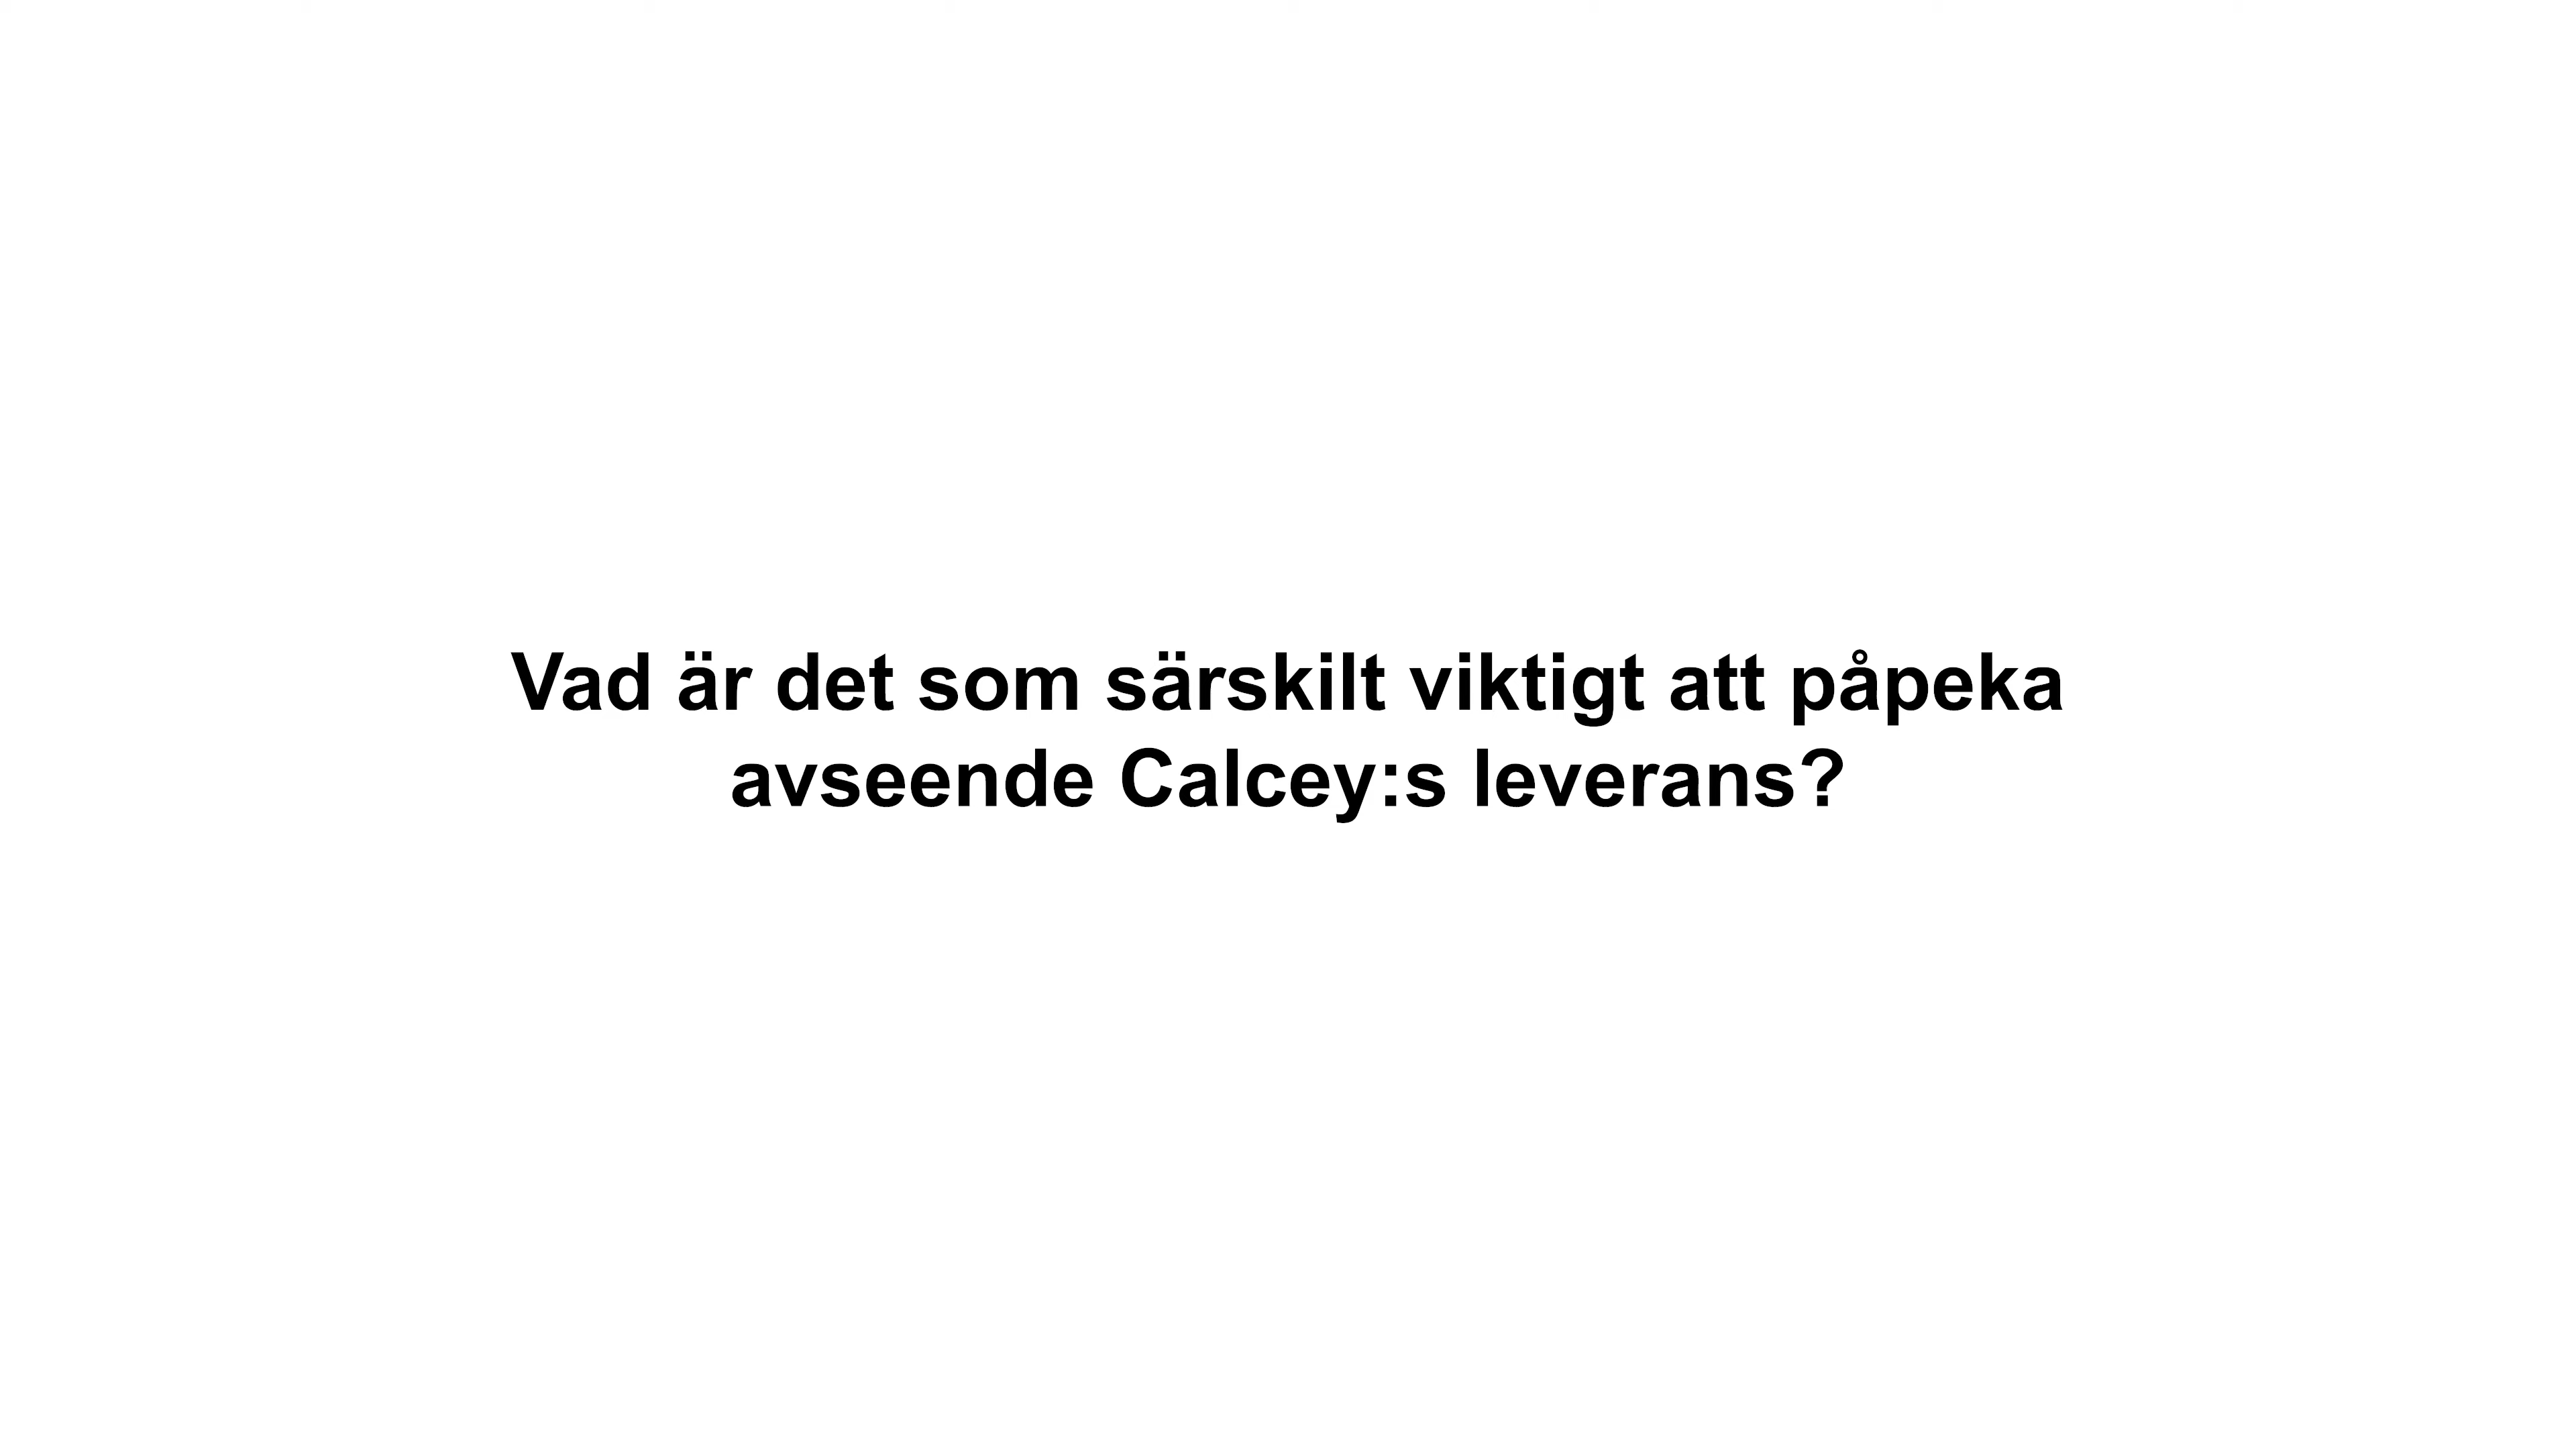 Vad är det som särskilt viktigt att påpeka
avseende Calcey:s leverans?